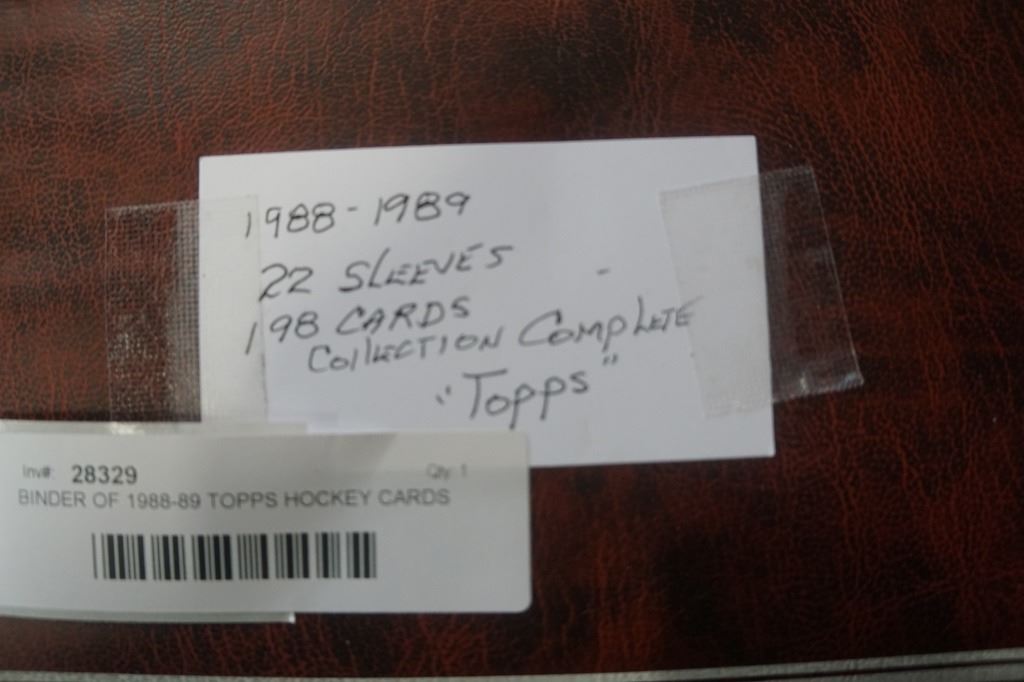 1988-1989
22 SLEEVES
198 CARDS
COllECTION COMPLETE
"Topps"
Inv#: 28329 Qty: 1
BINDER OF 1988-89 TOPPS HOCKEY CARDS